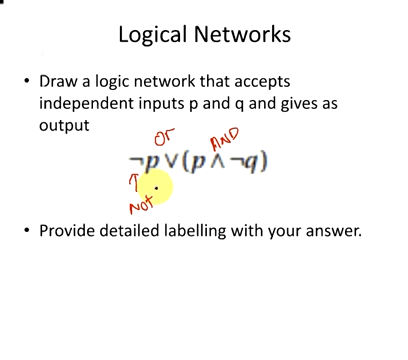 Logical Networks
• Draw a logic network that accepts
independent inputs p and q and gives as
output
or AND
¬p∨(p∧¬q)
↑
Not
• Provide detailed labelling with your answer.